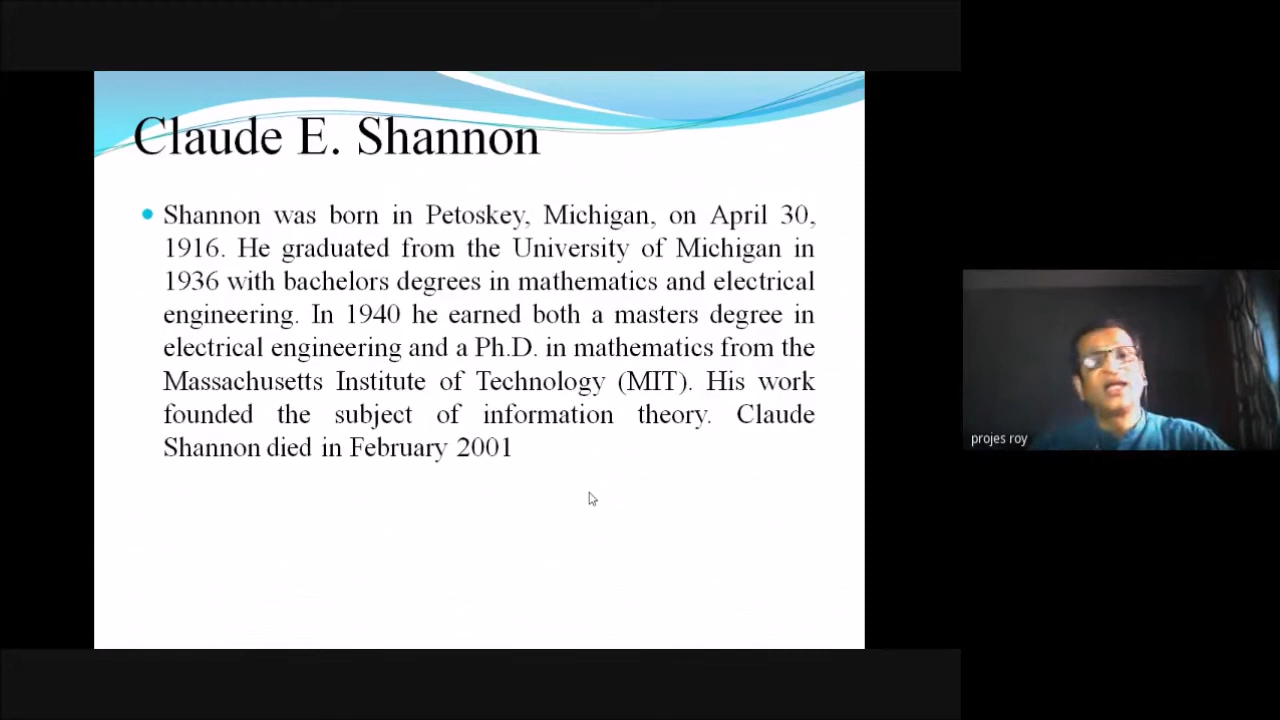 Claude E. Shannon
Shannon was born in Petoskey, Michigan, on April 30,
1916. He graduated from the University of Michigan in
1936 with bachelors degrees in mathematics and electrical
engineering. In 1940 he earned both a masters degree in
electrical engineering and a Ph.D. in mathematics from the
Massachusetts Institute of Technology (MIT). His work
founded the subject of information theory. Claude
Shannon died in February 2001
projes roy